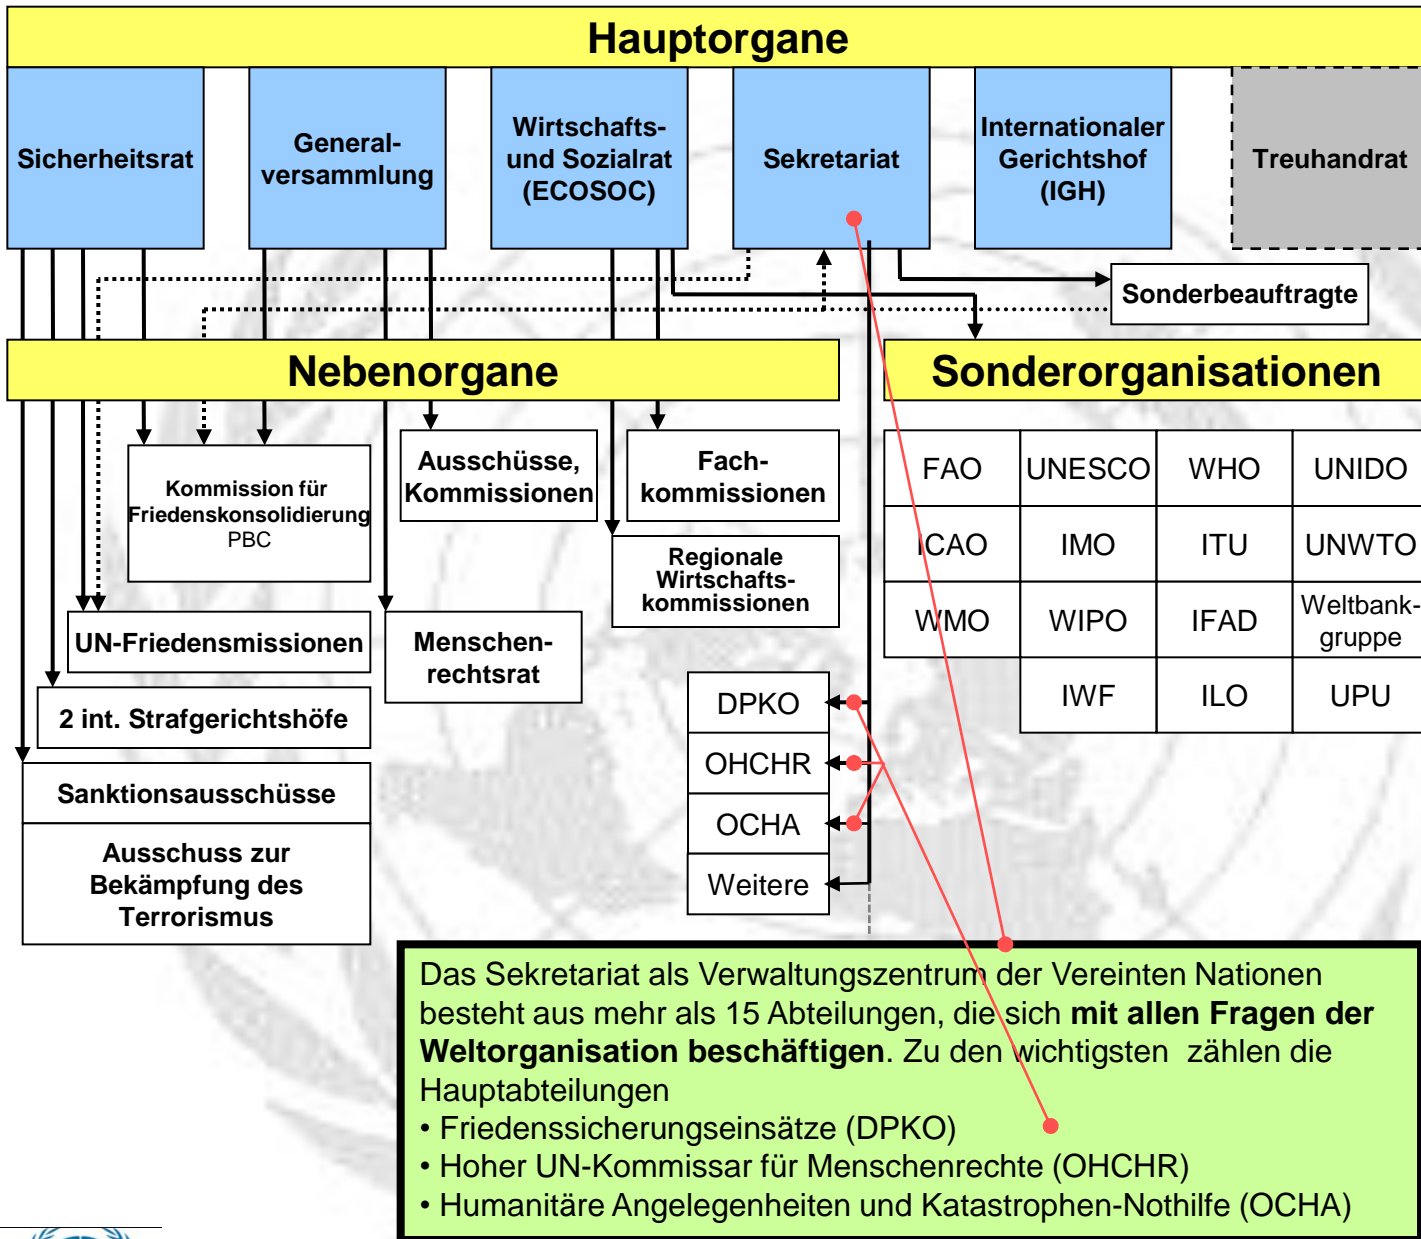 Hauptorgane
Sicherheitsrat
General-
versammlung
Wirtschafts-
und Sozialrat
(ECOSOC)
Sekretariat
Internationaler
Gerichtshof
(IGH)
Treuhandrat
Sonderbeauftragte
Nebenorgane
Sonderorganisationen
Kommission für
Friedenskonsolidierung
PBC
Ausschüsse,
Kommissionen
Fach-
kommissionen
Regionale
Wirtschafts-
kommissionen
UN-Friedensmissionen
Menschen-
rechtsrat
2 int. Strafgerichtshöfe
Sanktionsausschüsse
Ausschuss zur
Bekämpfung des
Terrorismus
FAO UNESCO WHO UNIDO
ICAO IMO ITU UNWTO
WMO WIPO IFAD Weltbank-
gruppe
IWF ILO UPU
DPKO
OHCHR
OCHA
Weitere
Das Sekretariat als Verwaltungszentrum der Vereinten Nationen
besteht aus mehr als 15 Abteilungen, die sich mit allen Fragen der
Weltorganisation beschäftigen. Zu den wichtigsten zählen die
Hauptabteilungen
• Friedenssicherungseinsätze (DPKO)
• Hoher UN-Kommissar für Menschenrechte (OHCHR)
• Humanitäre Angelegenheiten und Katastrophen-Nothilfe (OCHA)